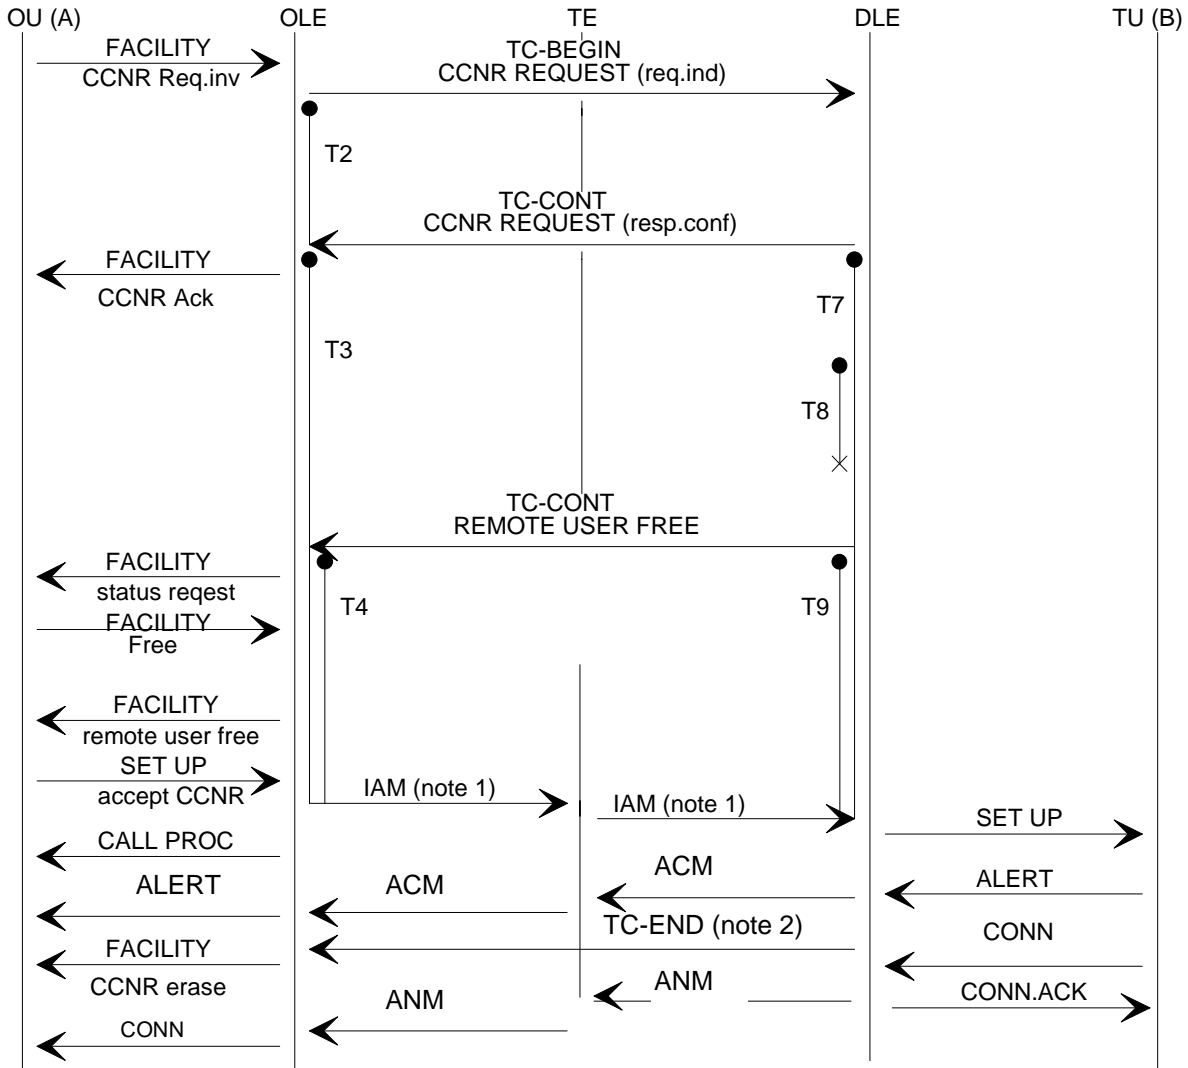 OU (A) OLE TE DLE TU (B)
FACILITY
CCNR Req.inv
TC-BEGIN
CCNR REQUEST (req.ind)
T2
TC-CONT
CCNR REQUEST (resp.conf)
FACILITY
CCNR Ack
T7
T3
T8
TC-CONT
REMOTE USER FREE
FACILITY
status reqest
T4
T9
FACILITY
Free
FACILITY
remote user free
SET UP
accept CCNR
IAM (note 1)
IAM (note 1)
SET UP
CALL PROC
ACM
ALERT
ALERT
ACM
TC-END (note 2)
CONN
FACILITY
CCNR erase
ANM
ANM
CONN.ACK
CONN